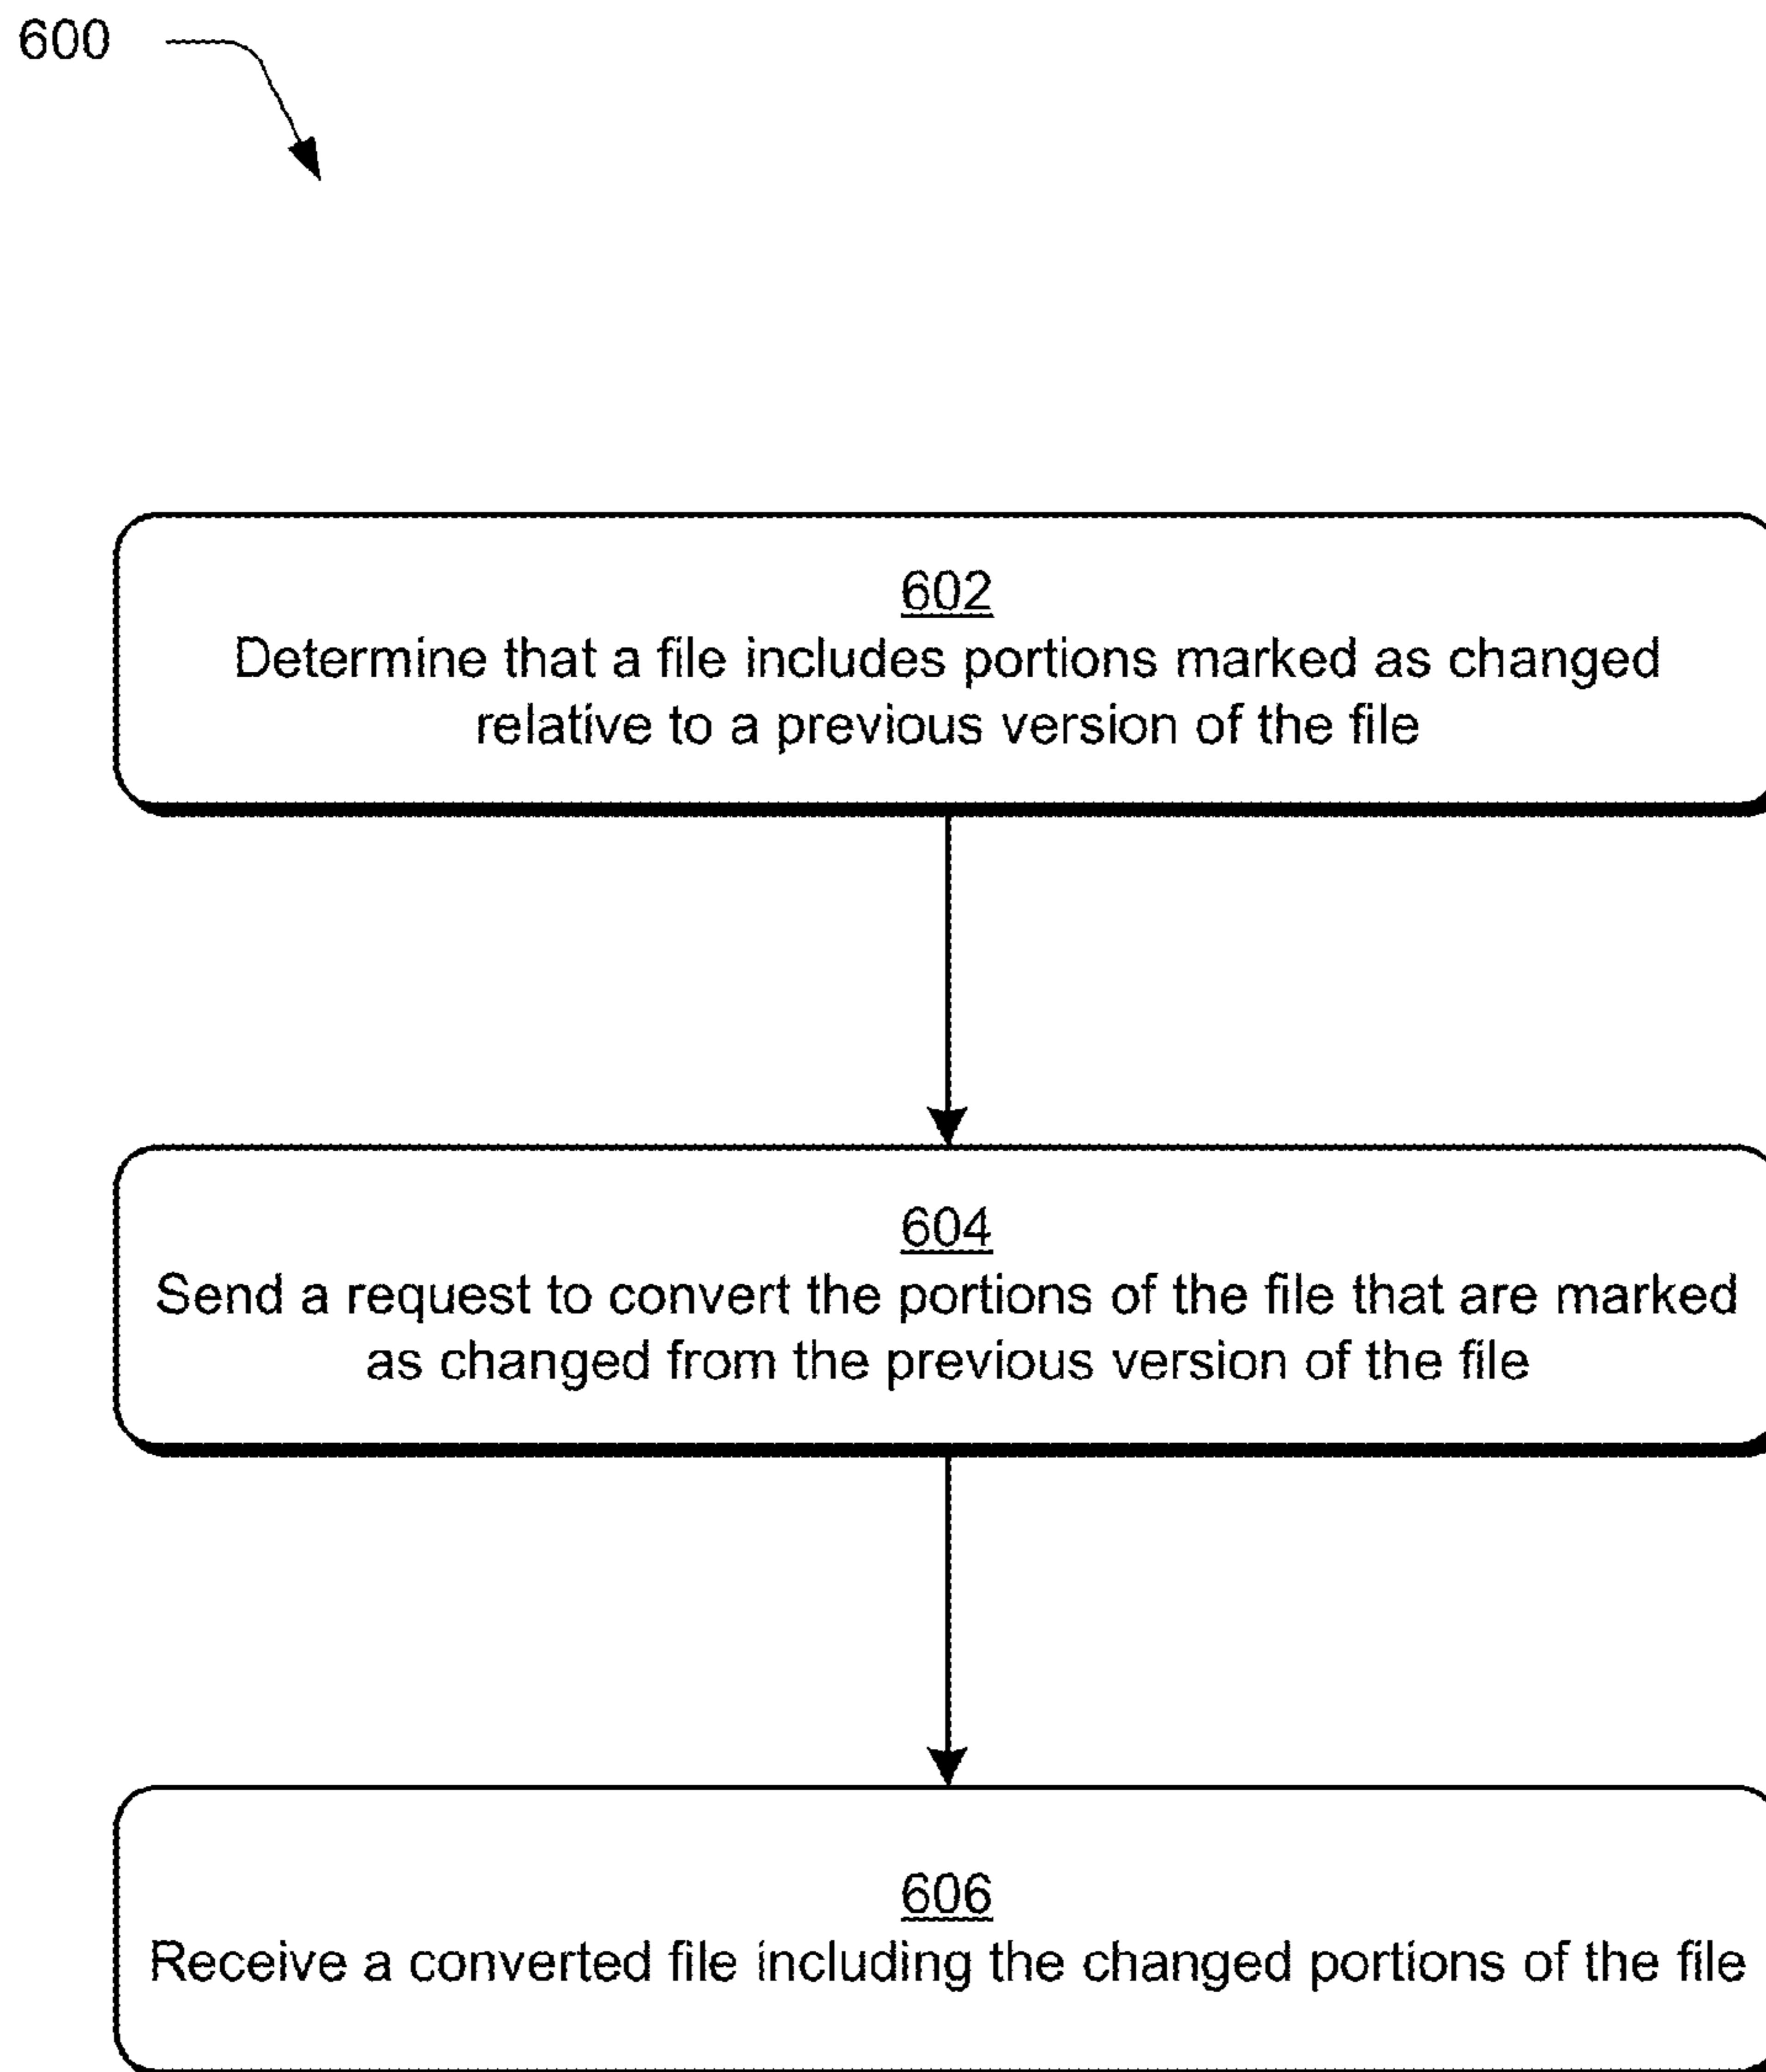 600
602
Determine that a file includes portions marked as changed
relative to a previous version of the file
604
Send a request to convert the portions of the file that are marked
as changed from the previous version of the file
606
Receive a converted file including the changed portions of the file